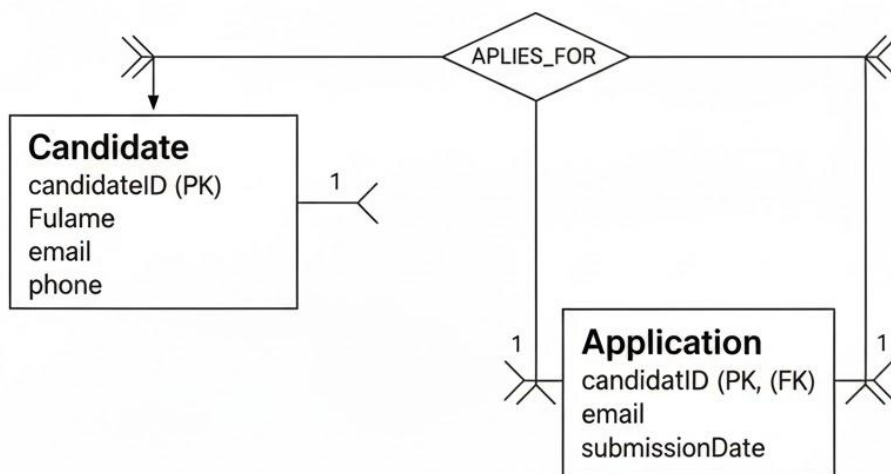 APLIES_FOR
Candidate
candidateID (PK)
Fulame
email
phone
1
1
Application
candidatID (PK, (FK)
email
submissionDate
1